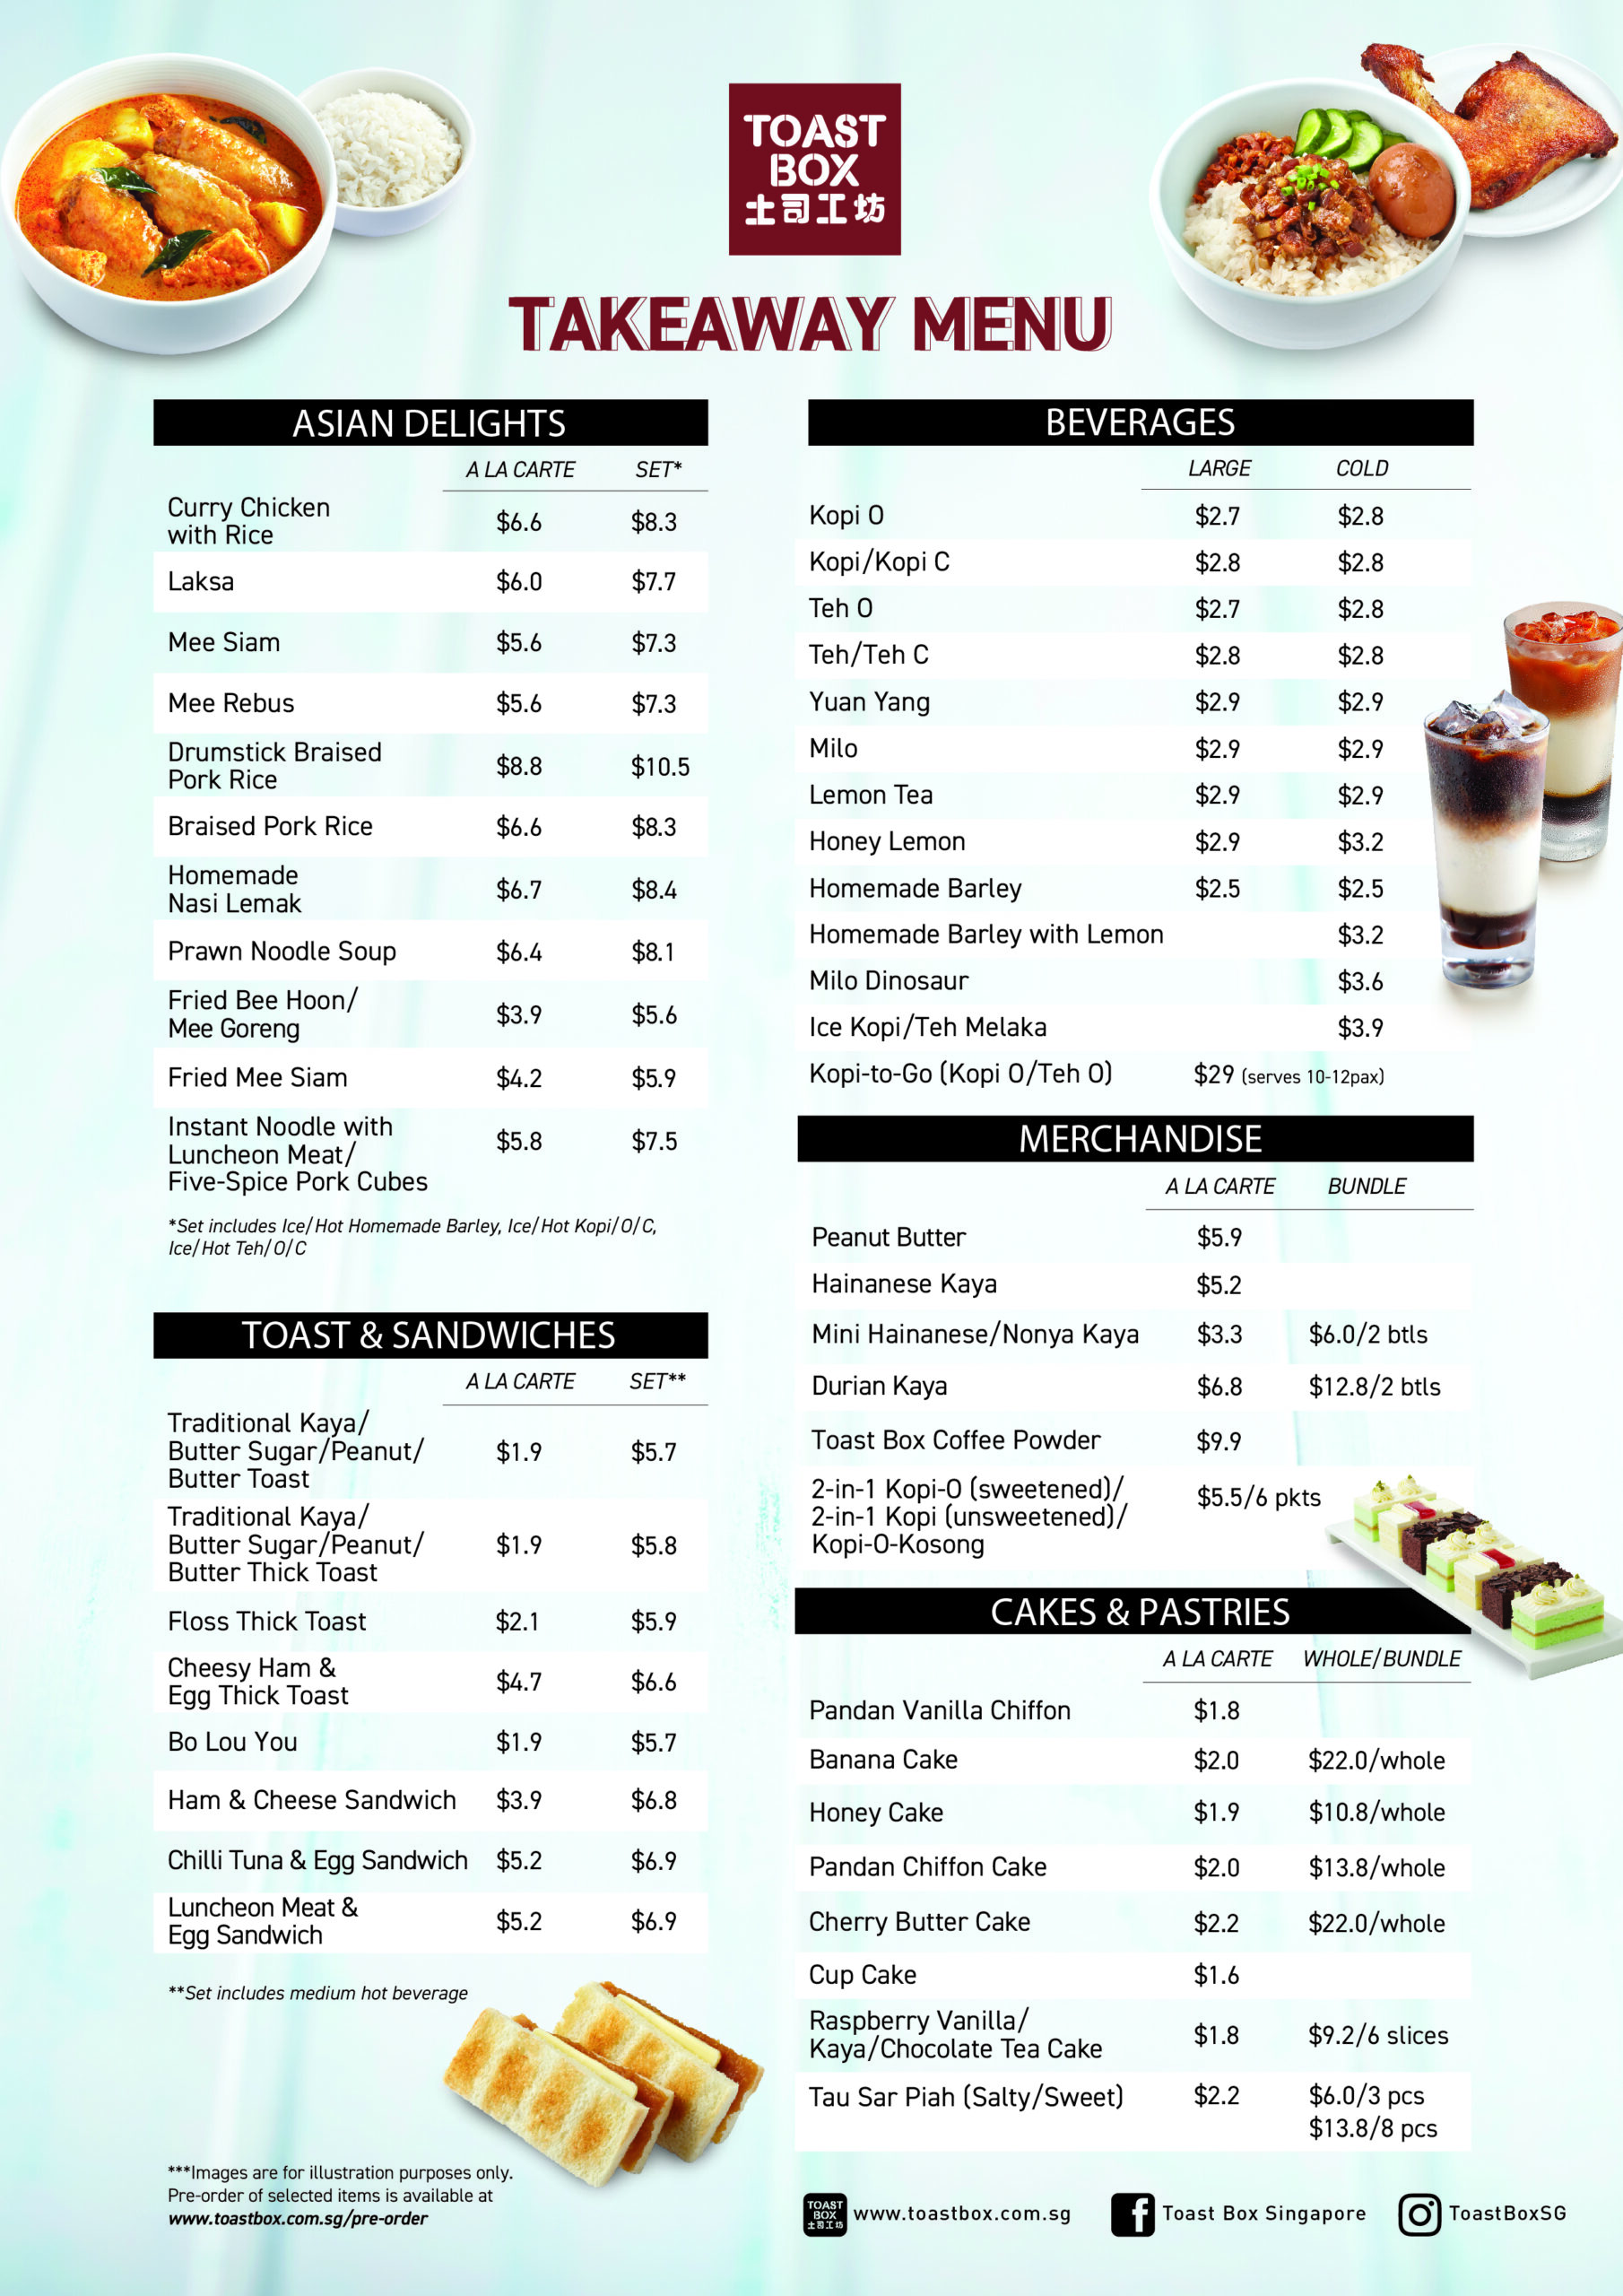 TOAST
BOX
土司工坊
TAKEAWAY MENU
ASIAN DELIGHTS
A LA CARTE SET*
Curry Chicken
with Rice $6.6 $8.3
Laksa $6.0 $7.7
Mee Siam $5.6 $7.3
Mee Rebus $5.6 $7.3
Drumstick Braised
Pork Rice $8.8 $10.5
Braised Pork Rice $6.6 $8.3
Homemade
Nasi Lemak $6.7 $8.4
Prawn Noodle Soup $6.4 $8.1
Fried Bee Hoon/
Mee Goreng $3.9 $5.6
Fried Mee Siam $4.2 $5.9
Instant Noodle with
Luncheon Meat/ $5.8 $7.5
Five-Spice Pork Cubes
*Set includes Ice/Hot Homemade Barley, Ice/Hot Kopi/O/C,
Ice/Hot Teh/O/C
TOAST & SANDWICHES
A LA CARTE SET**
Traditional Kaya/
Butter Sugar/Peanut/ $1.9 $5.7
Butter Toast
Traditional Kaya/
Butter Sugar/Peanut/ $1.9 $5.8
Butter Thick Toast
Floss Thick Toast $2.1 $5.9
Cheesy Ham &
Egg Thick Toast $4.7 $6.6
Bo Lou You $1.9 $5.7
Ham & Cheese Sandwich $3.9 $6.8
Chilli Tuna & Egg Sandwich $5.2 $6.9
Luncheon Meat &
Egg Sandwich $5.2 $6.9
**Set includes medium hot beverage
***Images are for illustration purposes only.
Pre-order of selected items is available at
www.toastbox.com.sg/pre-order
BEVERAGES
LARGE COLD
Kopi O $2.7 $2.8
Kopi/Kopi C $2.8 $2.8
Teh O $2.7 $2.8
Teh/Teh C $2.8 $2.8
Yuan Yang $2.9 $2.9
Milo $2.9 $2.9
Lemon Tea $2.9 $2.9
Honey Lemon $2.9 $3.2
Homemade Barley $2.5 $2.5
Homemade Barley with Lemon $3.2
Milo Dinosaur $3.6
Ice Kopi/Teh Melaka $3.9
Kopi-to-Go (Kopi O/Teh O) $29 (serves 10-12pax)
MERCHANDISE
A LA CARTE BUNDLE
Peanut Butter $5.9
Hainanese Kaya $5.2
Mini Hainanese/Nonya Kaya $3.3 $6.0/2 btls
Durian Kaya $6.8 $12.8/2 btls
Toast Box Coffee Powder $9.9
2-in-1 Kopi-O (sweetened)/ $5.5/6 pkts
2-in-1 Kopi (unsweetened)/
Kopi-O-Kosong
CAKES & PASTRIES
A LA CARTE WHOLE/BUNDLE
Pandan Vanilla Chiffon $1.8
Banana Cake $2.0 $22.0/whole
Honey Cake $1.9 $10.8/whole
Pandan Chiffon Cake $2.0 $13.8/whole
Cherry Butter Cake $2.2 $22.0/whole
Cup Cake $1.6
Raspberry Vanilla/
Kaya/Chocolate Tea Cake $1.8 $9.2/6 slices
Tau Sar Piah (Salty/Sweet) $2.2 $6.0/3 pcs
$13.8/8 pcs
TOAST
BOX
土司工坊
www.toastbox.com.sg
Toast Box Singapore
ToastBoxSG